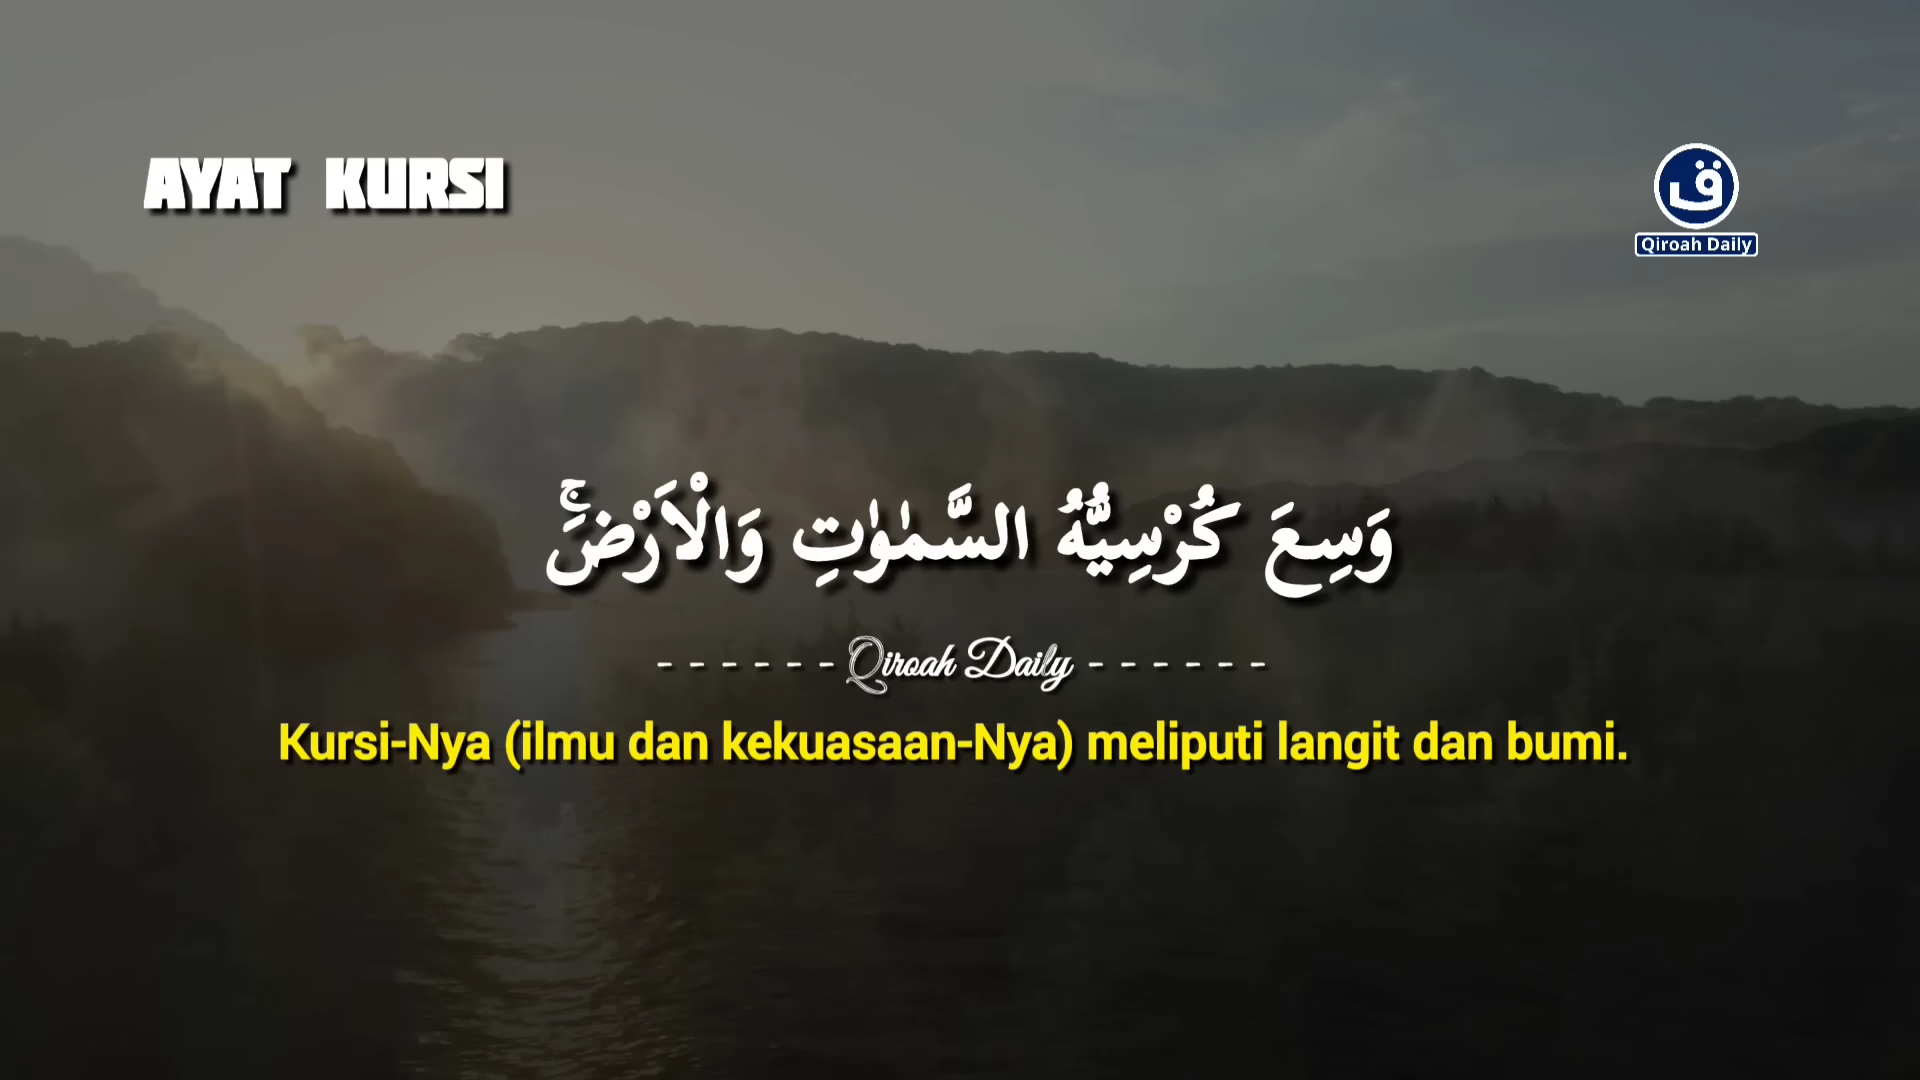 AYAT KURSI
ق
Qiroah Daily
وَسِعَ كُرْسِيُّهُ السَّمٰوٰتِ وَالْاَرْضَۚ
- - - - - - Qiroah Daily - - - - - -
Kursi-Nya (ilmu dan kekuasaan-Nya) meliputi langit dan bumi.